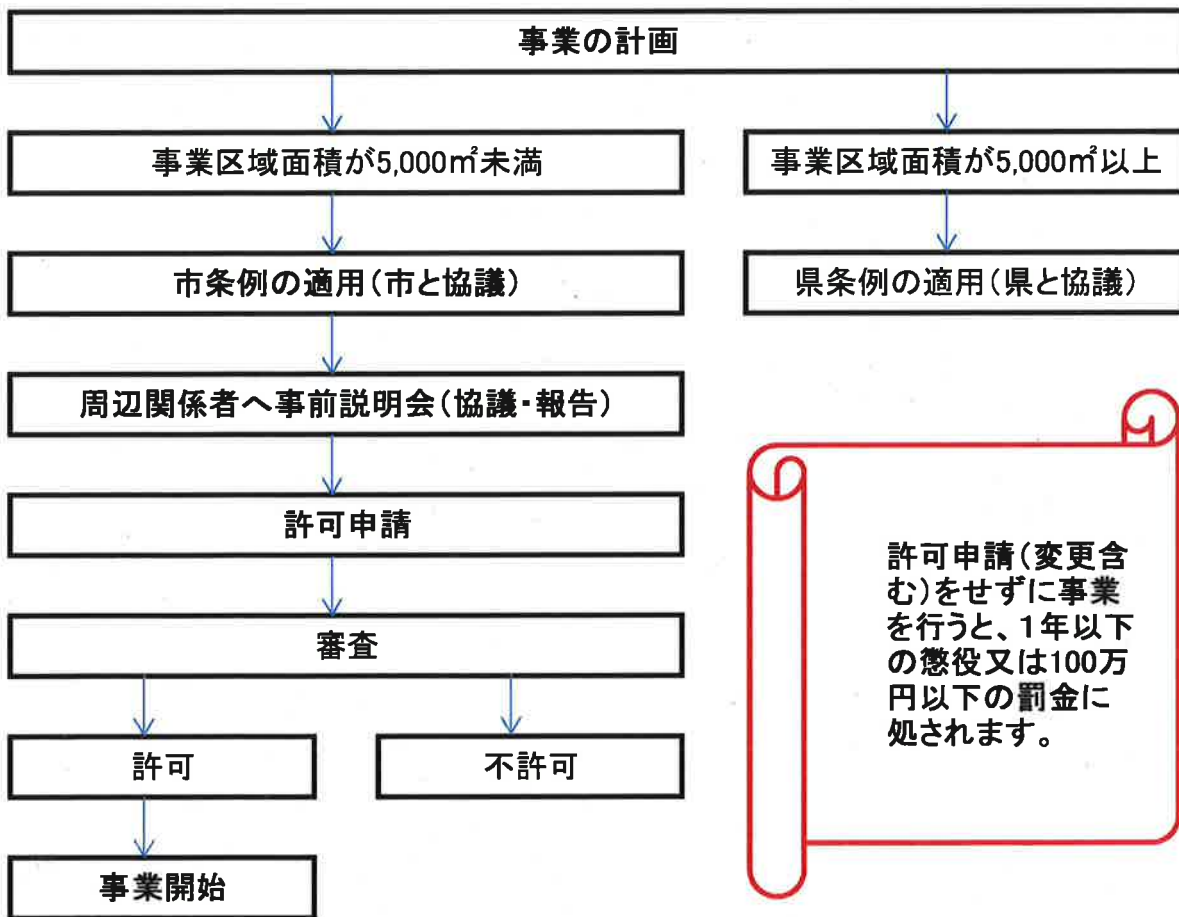 事業の計画
事業区域面積が5,000㎡未満
事業区域面積が5,000㎡以上
市条例の適用(市と協議)
県条例の適用(県と協議)
周辺関係者へ事前説明会(協議・報告)
許可申請
審査
許可
不許可
事業開始
許可申請(変更含
む)をせずに事業
を行うと、1年以下
の懲役又は100万
円以下の罰金に
処されます。